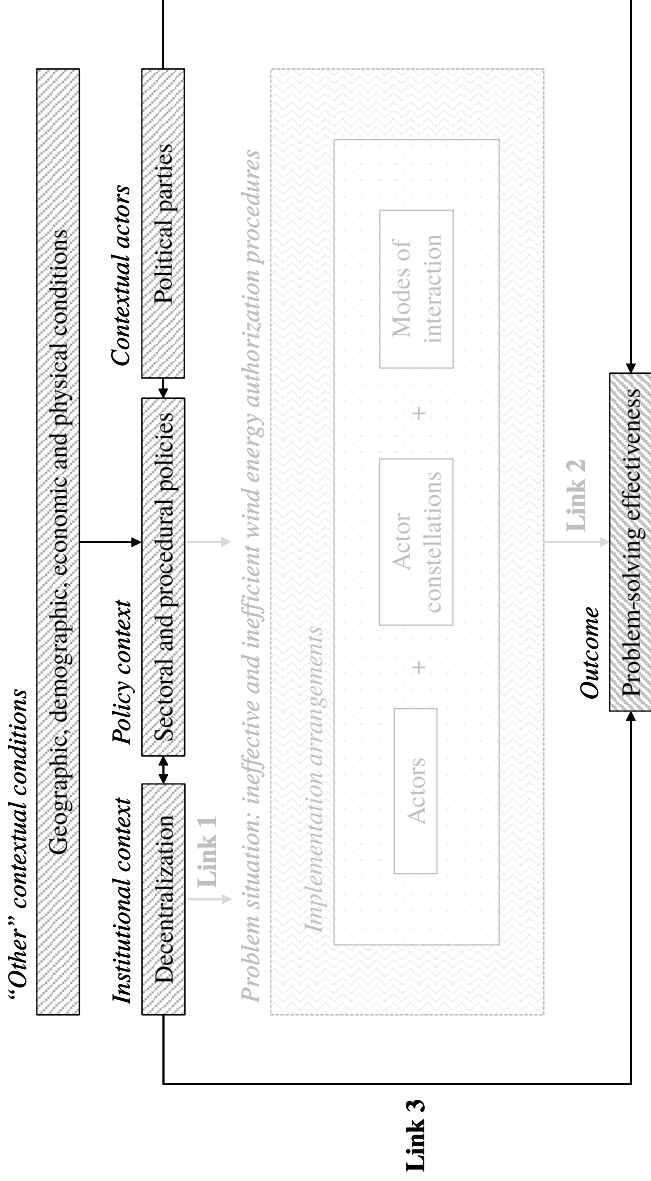 “Other” contextual conditions
Geographic, demographic, economic and physical conditions
Institutional context
Policy context
Contextual actors
Decentralization
Sectoral and procedural policies
Political parties
Link 1
Problem situation: ineffective and inefficient wind energy authorization procedures
Implementation arrangements
Actors
+
Actor
constellations
+
Modes of
interaction
Link 3
Link 2
Outcome
Problem-solving effectiveness